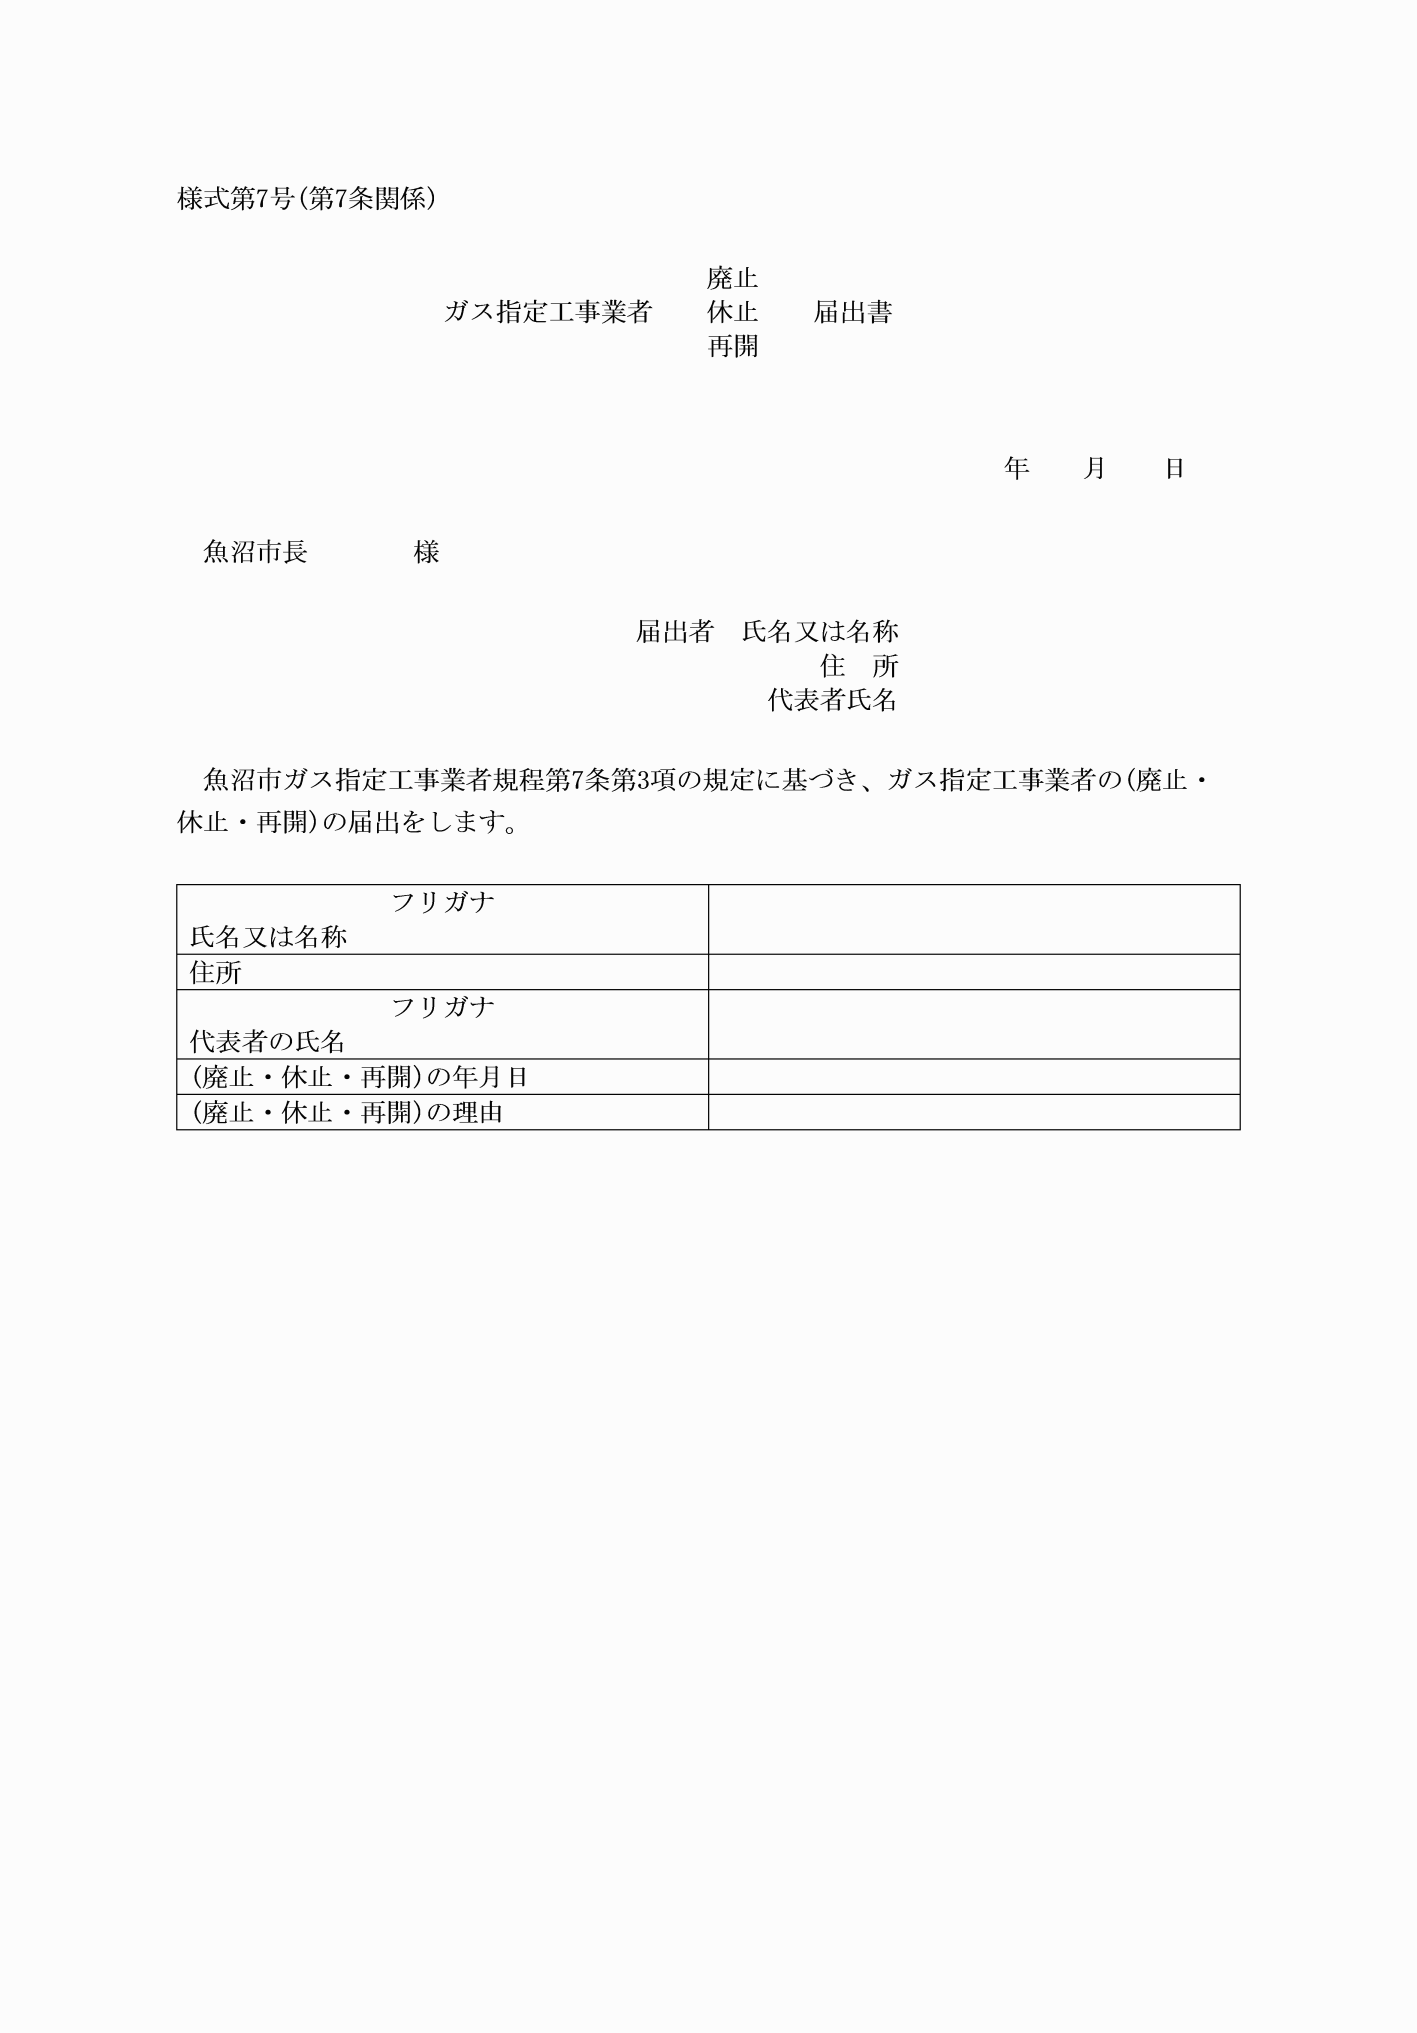 様式第7号(第7条関係)
廃止
ガス指定工事業者　　休止　　届出書
再開
年　　月　　日
魚沼市長　　　　様
届出者　氏名又は名称
住　所
代表者氏名
魚沼市ガス指定工事業者規程第7条第3項の規定に基づき、ガス指定工事業者の(廃止・
休止・再開)の届出をします。
フリガナ
氏名又は名称
住所
フリガナ
代表者の氏名
(廃止・休止・再開)の年月日
(廃止・休止・再開)の理由